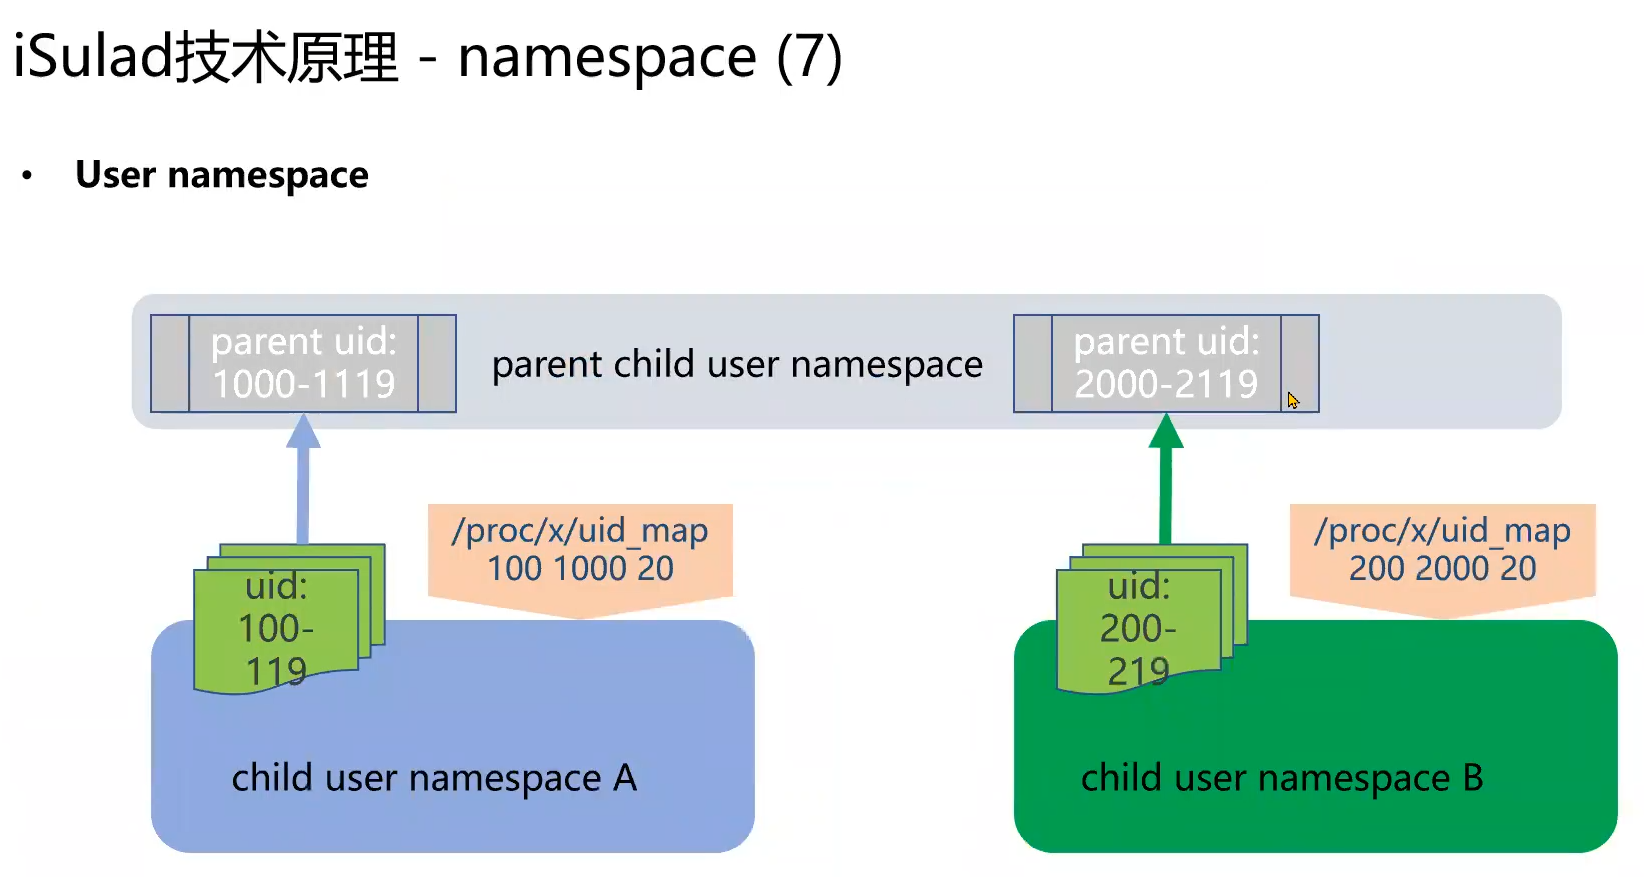 iSulad技术原理 - namespace (7)
• User namespace
parent uid:
1000-1119
parent child user namespace
parent uid:
2000-2119
/proc/x/uid_map
100 1000 20
/proc/x/uid_map
200 2000 20
uid:
100-
119
uid:
200-
219
child user namespace A
child user namespace B